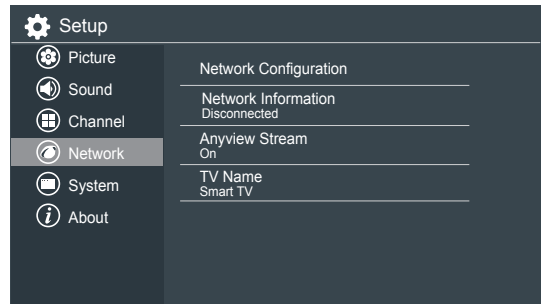 Setup
Picture
Sound
Channel
Network
System
About
Network Configuration
Network Information
Disconnected
Anyview Stream
On
TV Name
Smart TV